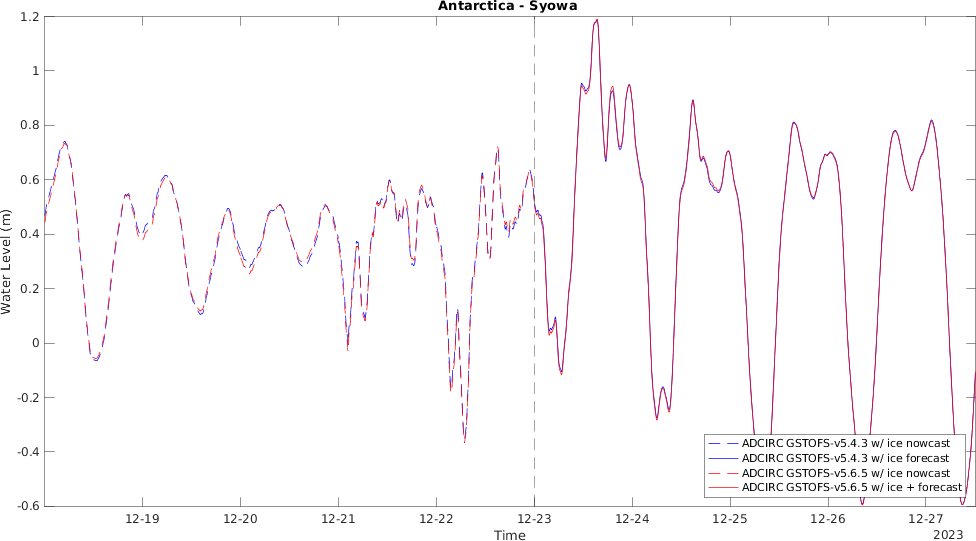 Antarctica - Syowa
1.2
1
0.8
0.6
0.4
0.2
0
-0.2
-0.4
-0.6
Water Level (m)
ADCIRC GSTOFS-v5.4.3 w/ ice nowcast
ADCIRC GSTOFS-v5.4.3 w/ ice forecast
ADCIRC GSTOFS-v5.6.5 w/ ice nowcast
ADCIRC GSTOFS-v5.6.5 w/ ice + forecast
12-19 12-20 12-21 12-22 12-23 12-24 12-25 12-26 12-27
Time
2023